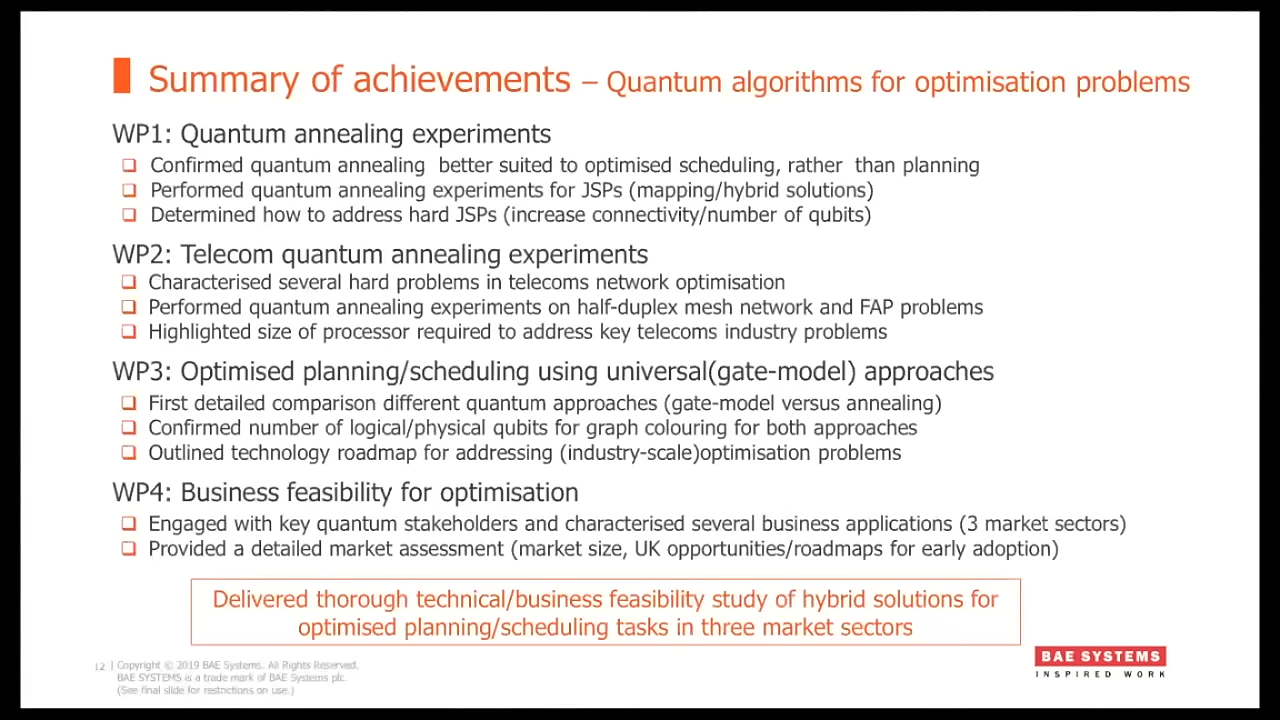 Summary of achievements – Quantum algorithms for optimisation problems
WP1: Quantum annealing experiments
Confirmed quantum annealing better suited to optimised scheduling, rather than planning
Performed quantum annealing experiments for JSPs (mapping/hybrid solutions)
Determined how to address hard JSPs (increase connectivity/number of qubits)
WP2: Telecom quantum annealing experiments
Characterised several hard problems in telecoms network optimisation
Performed quantum annealing experiments on half-duplex mesh network and FAP problems
Highlighted size of processor required to address key telecoms industry problems
WP3: Optimised planning/scheduling using universal(gate-model) approaches
First detailed comparison different quantum approaches (gate-model versus annealing)
Confirmed number of logical/physical qubits for graph colouring for both approaches
Outlined technology roadmap for addressing (industry-scale)optimisation problems
WP4: Business feasibility for optimisation
Engaged with key quantum stakeholders and characterised several business applications (3 market sectors)
Provided a detailed market assessment (market size, UK opportunities/roadmaps for early adoption)
Delivered thorough technical/business feasibility study of hybrid solutions for
optimised planning/scheduling tasks in three market sectors
12 | Copyright © 2019 BAE Systems. All Rights Reserved.
BAE SYSTEMS is a trade mark of BAE Systems plc.
(See final slide for restrictions on use.)
BAE SYSTEMS
INSPIRED WORK